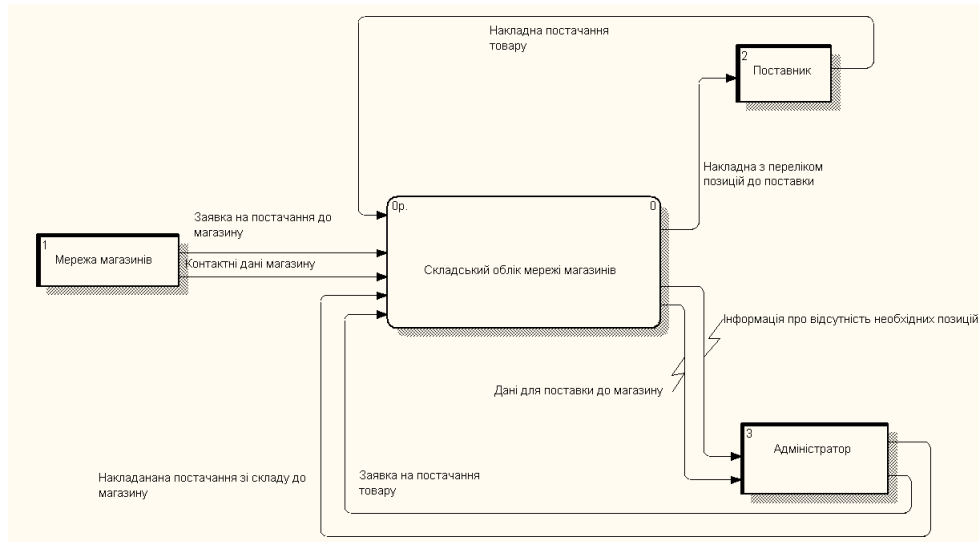 Накладна постачання
товару
2
Поставник
Накладна з переліком
позицій до поставки
0р.
0
Заявка на постачання до
магазину
1
Мережа магазинів
Контактні дані магазину
Складський облік мережі магазинів
Інформація про відсутність необхідних позицій
Дані для поставки до магазину
3
Адміністратор
Накладанана постачання зі складу до
магазину
Заявка на постачання
товару